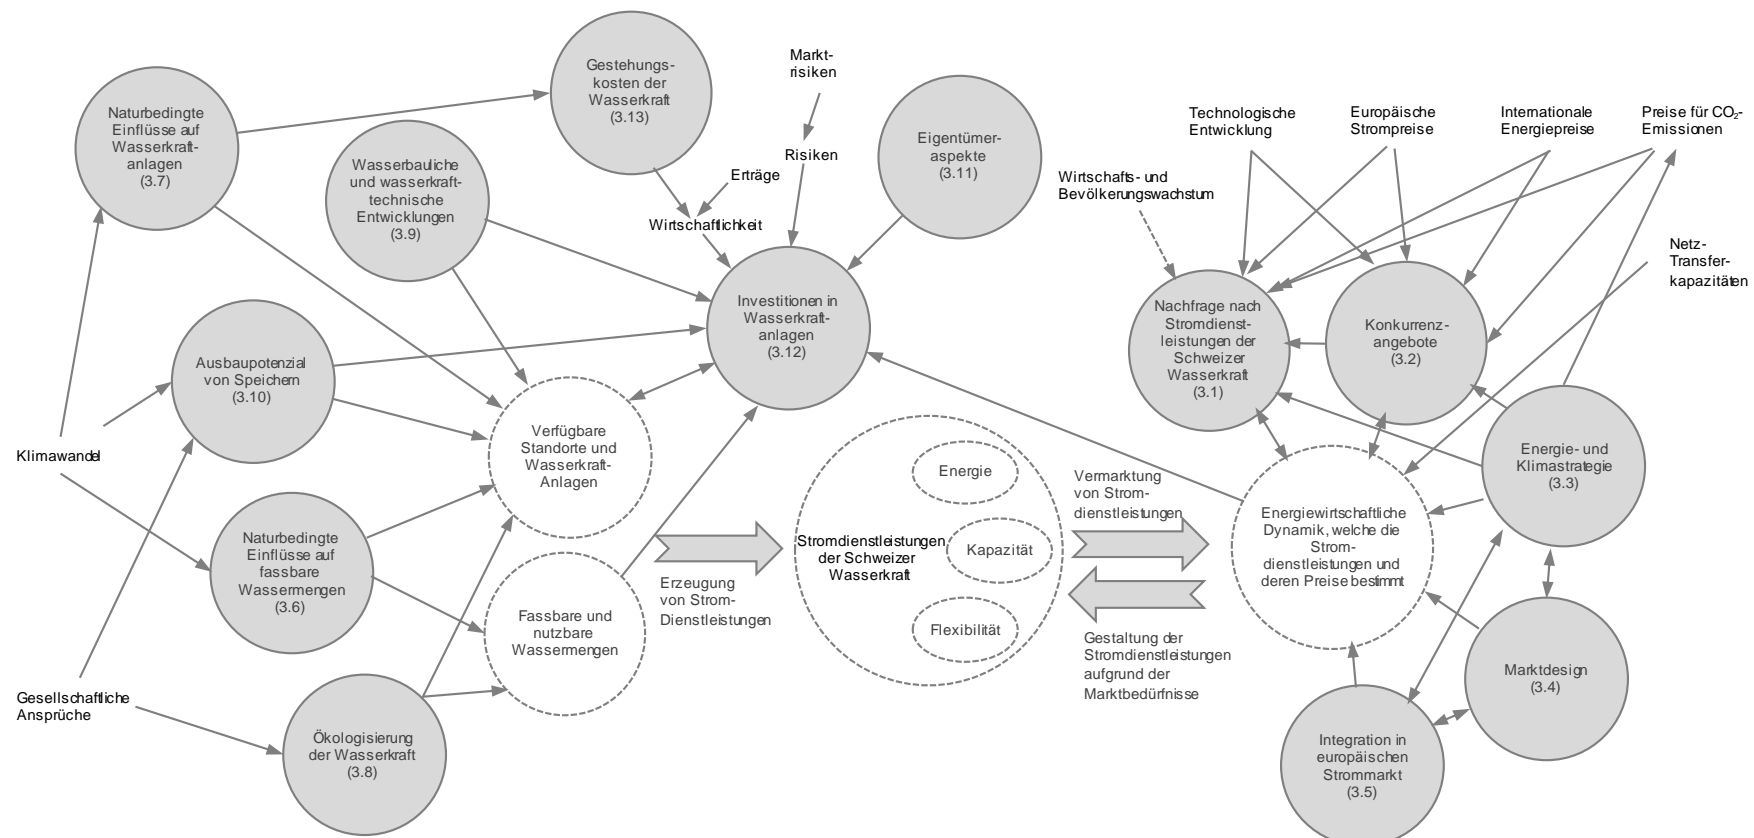 Naturbedingte
Einflüsse auf
Wasserkraft-
anlagen
(3.7)
Gestehungs-
kosten der
Wasserkraft
(3.13)
Markt-
risiken
Risiken
Erträge
Wirtschaftlichkeit
Wasserbauliche
und wasserkraft-
technische
Entwicklungen
(3.9)
Eigentümer-
aspekte
(3.11)
Investitionen in
Wasserkraft-
anlagen
(3.12)
Ausbaupotenzial
von Speichern
(3.10)
Klimawandel
Verfügbare
Standorte und
Wasserkraft-
Anlagen
Naturbedingte
Einflüsse auf
fassbare
Wassermengen
(3.6)
Fassbare und
nutzbare
Wassermengen
Gesellschaftliche
Ansprüche
Ökologisierung
der Wasserkraft
(3.8)
Erzeugung
von Strom-
Dienstleistungen
Stromdienstleistungen
der Schweizer
Wasserkraft
Energie
Kapazität
Flexibilität
Vermarktung
von Strom-
dienstleistungen
Gestaltung der
Stromdienstleistungen
aufgrund der
Marktbedürfnisse
Technologische
Entwicklung
Europäische
Strompreise
Internationale
Energiepreise
Preise für CO₂-
Emissionen
Wirtschafts- und
Bevölkerungswachstum
Netz-
Transfer-
kapazitäten
Nachfrage nach
Stromdienst-
leistungen der
Schweizer
Wasserkraft
(3.1)
Konkurrenz-
angebote
(3.2)
Energie- und
Klimastrategie
(3.3)
Energiewirtschaftliche
Dynamik, welche die
Strom-
dienstleistungen und
deren Preise bestimmt
Marktdesign
(3.4)
Integration in
europäischen
Strommarkt
(3.5)